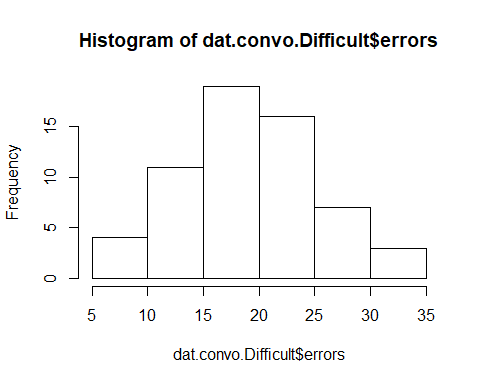 Histogram of dat.convo.Difficult$errors
Frequency
15
10
5
0
5 10 15 20 25 30 35
dat.convo.Difficult$errors